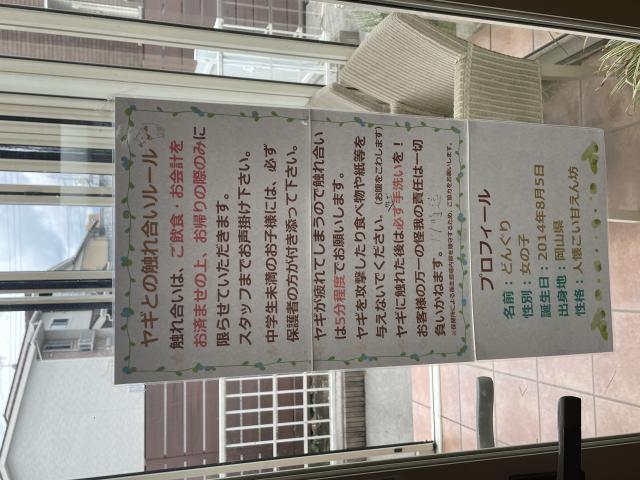 ヤギとの触れ合いルール
触れ合いは、ご飲食・お会計を
お済ませの上、お帰りの際のみに
限らせていただきます。
スタッフまでお声掛け下さい。
中学生未満のお子様には、必ず
保護者の方が付き添って下さい。
ヤギが疲れてしまうので触れ合い
は5分程度でお願いします。
ヤギを攻撃したり食べ物や紙等を
与えないでください。(お腹をこわします)
ヤギに触れた後は必ず手洗いを!
お客様の万一の怪我の責任は一切
負いかねます。
プロフィール
名前:どんぐり
性別:女の子
誕生日:2014年8月5日
出身地:岡山県
性格:人懐こい甘えん坊